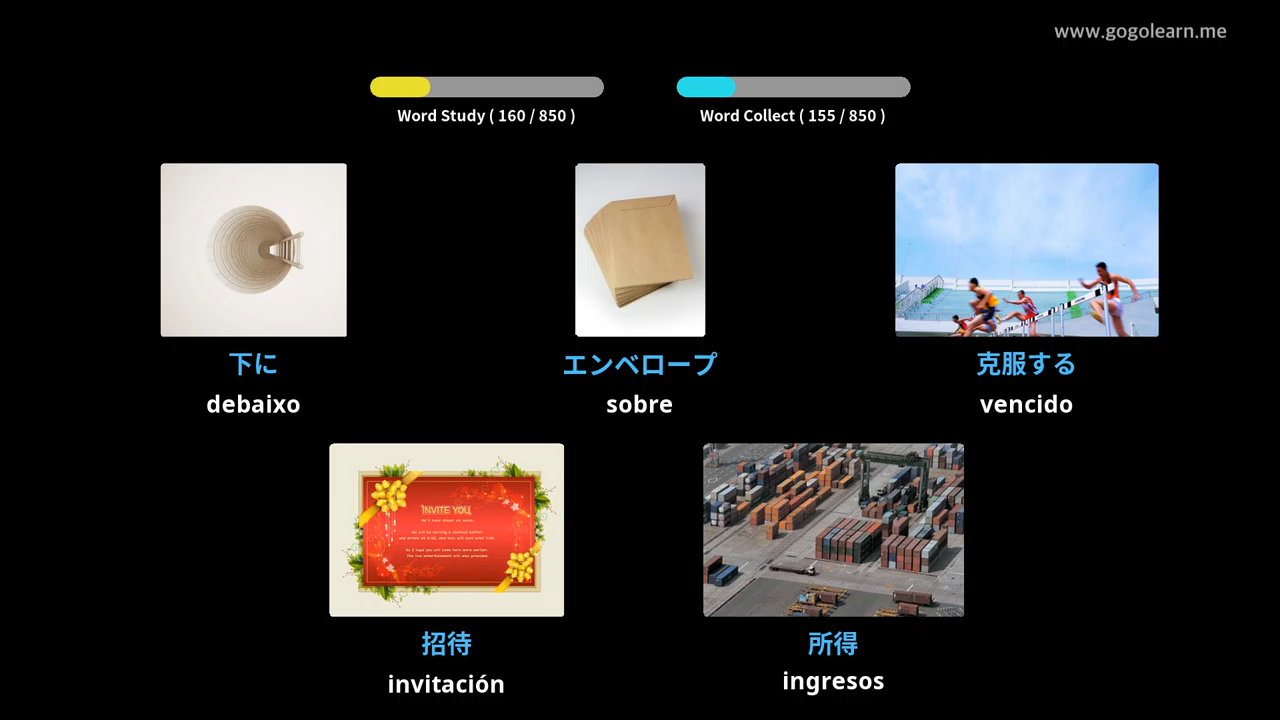 www.gogolearn.me
Word Study ( 160 / 850 )
Word Collect ( 155 / 850 )
下に
debaixo
エンベロープ
sobre
克服する
vencido
INVITE YOU
招待
invitación
所得
ingresos